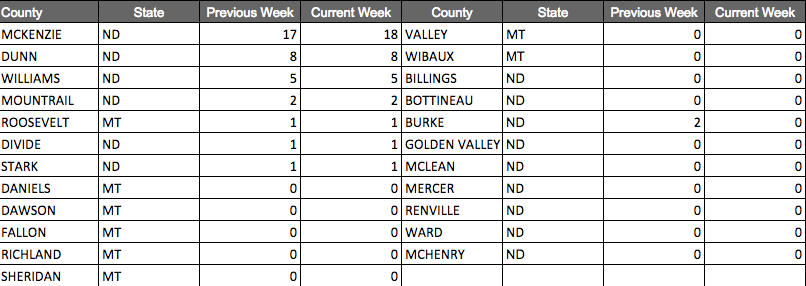 County State Previous Week Current Week County State Previous Week Current Week
MCKENZIE ND 17 18 VALLEY MT 0 0
DUNN ND 8 8 WIBAUX MT 0 0
WILLIAMS ND 5 5 BILLINGS ND 0 0
MOUNTRAIL ND 2 2 BOTTINEAU ND 0 0
ROOSEVELT MT 1 1 BURKE ND 2 0
DIVIDE ND 1 1 GOLDEN VALLEY ND 0 0
STARK ND 1 1 MCLEAN ND 0 0
DANIELS MT 0 0 MERCER ND 0 0
DAWSON MT 0 0 RENVILLE ND 0 0
FALLON MT 0 0 WARD ND 0 0
RICHLAND MT 0 0 MCHENRY ND 0 0
SHERIDAN MT 0 0